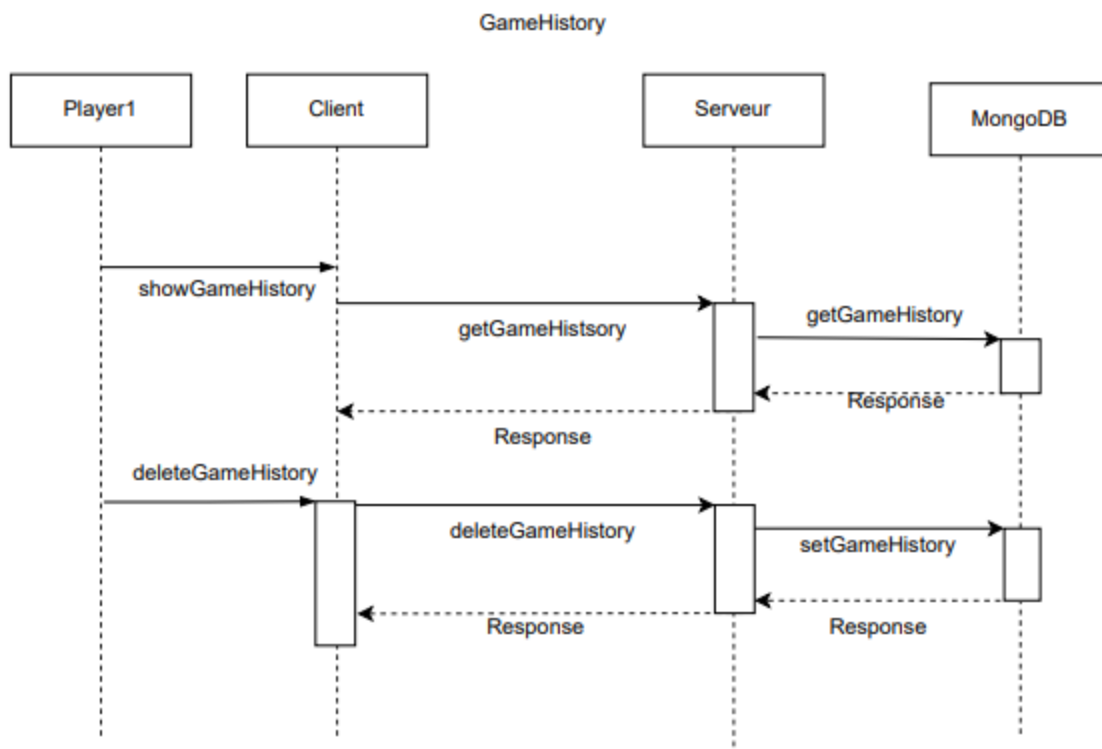 GameHistory
Player1
Client
Serveur
MongoDB
showGameHistory
getGameHistsory
getGameHistory
Response
Response
deleteGameHistory
deleteGameHistory
setGameHistory
Response
Response